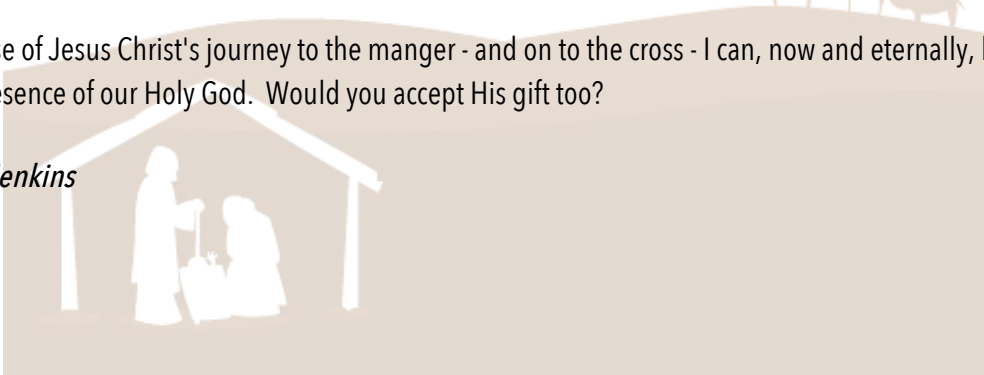 se of Jesus Christ's journey to the manger - and on to the cross - I can, now and eternally,
esence of our Holy God. Would you accept His gift too?
enkins